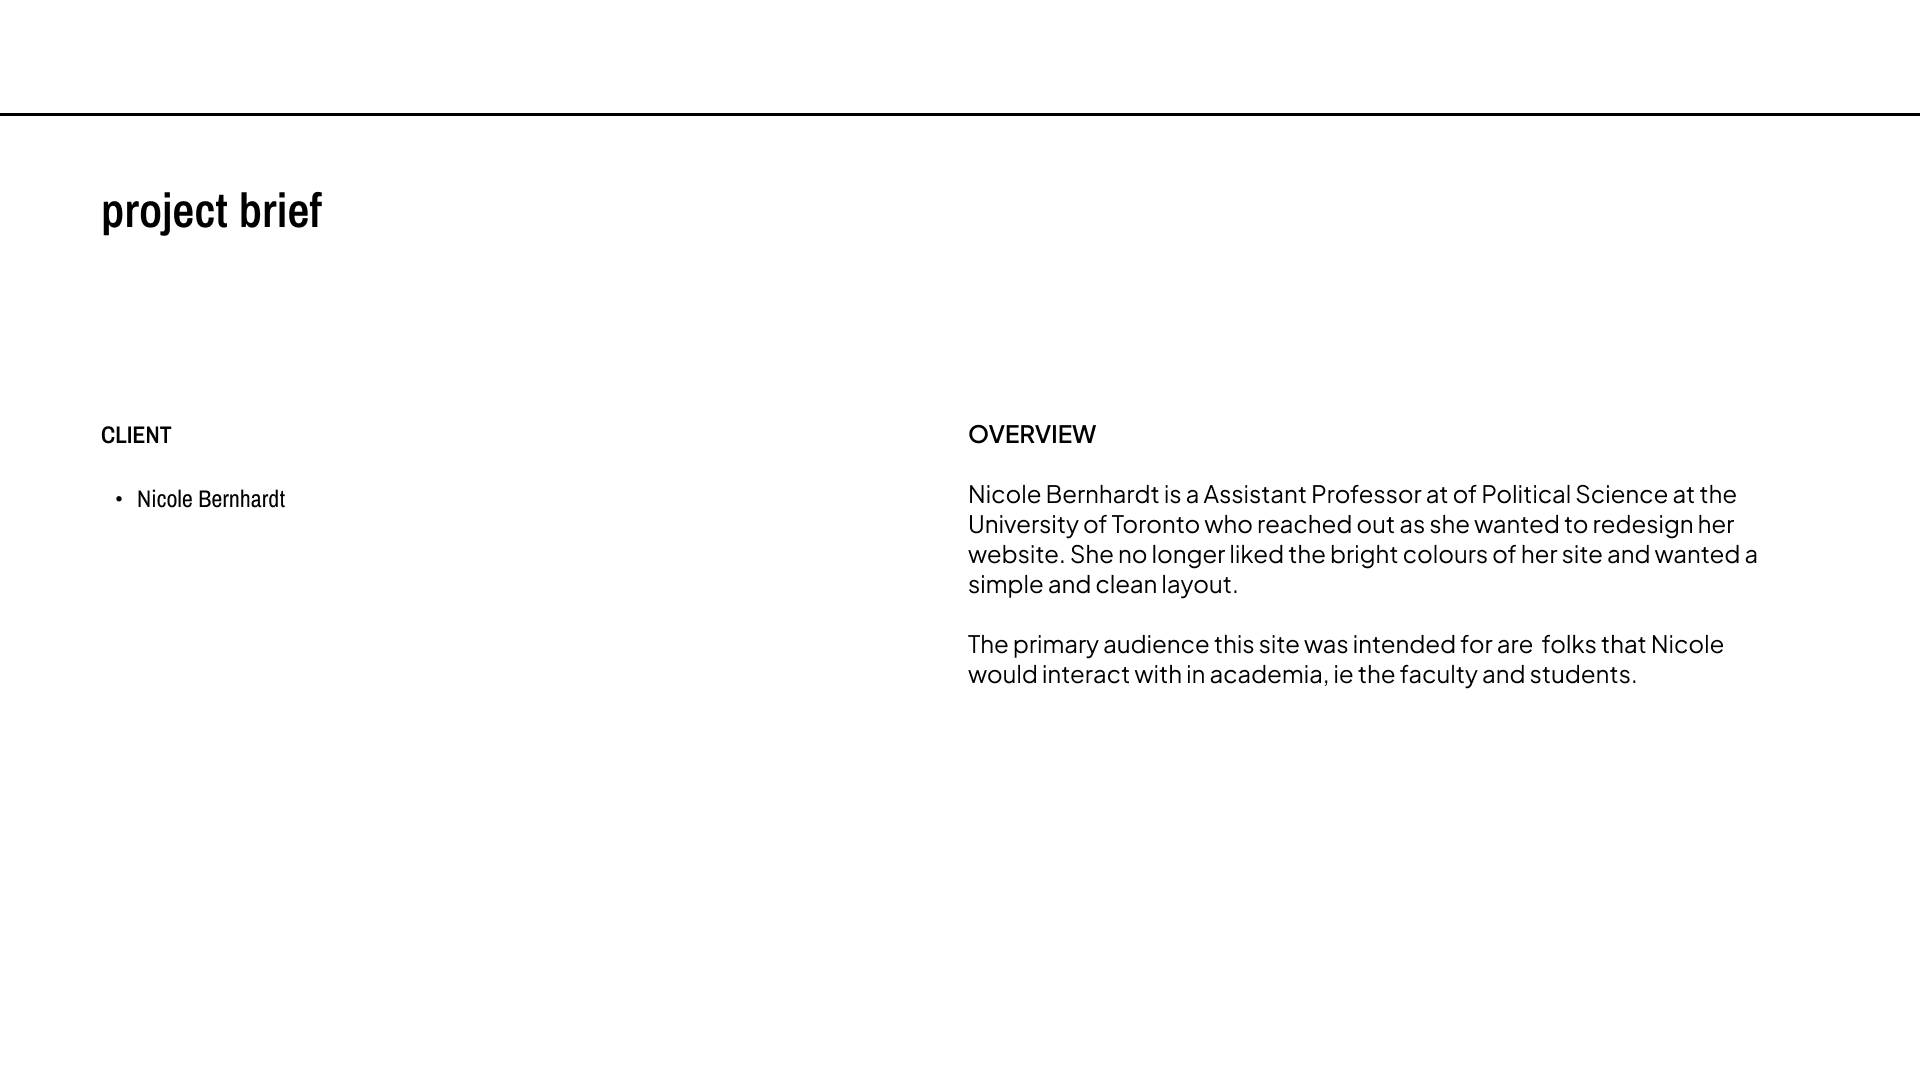 project brief
CLIENT
• Nicole Bernhardt
OVERVIEW
Nicole Bernhardt is a Assistant Professor at of Political Science at the
University of Toronto who reached out as she wanted to redesign her
website. She no longer liked the bright colours of her site and wanted a
simple and clean layout.
The primary audience this site was intended for are  folks that Nicole
would interact with in academia, ie the faculty and students.